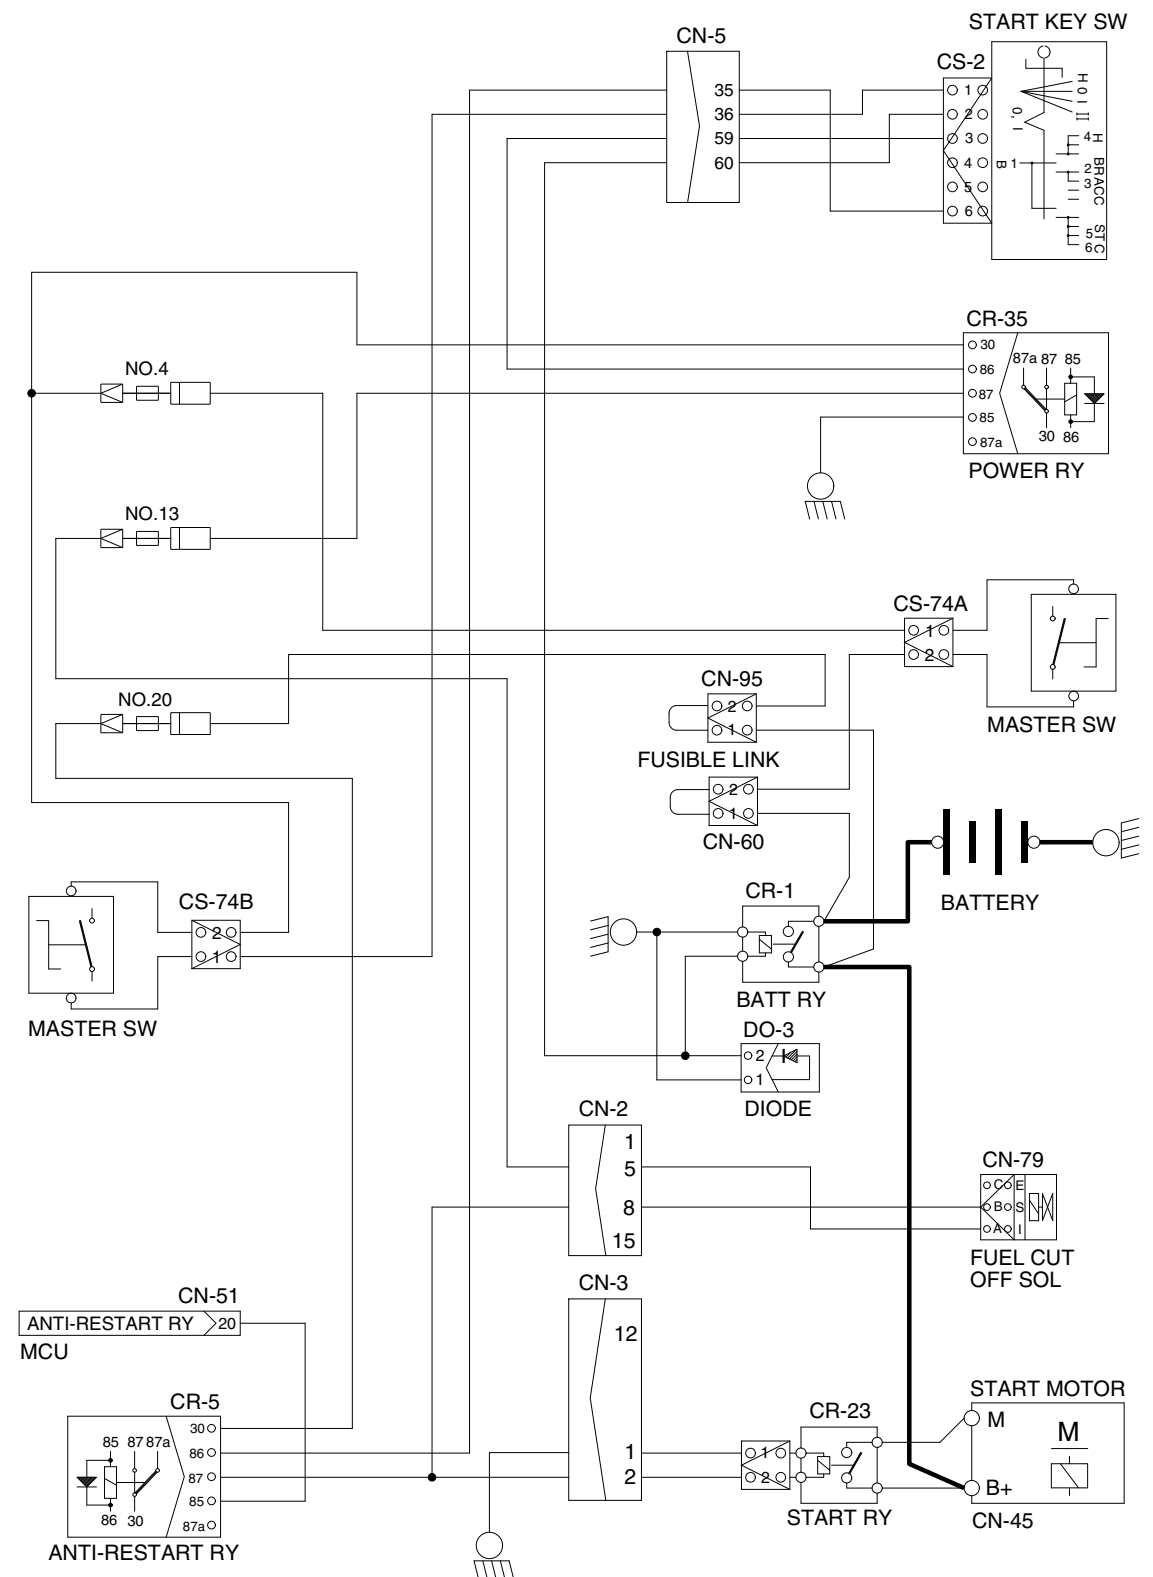 START KEY SW
CN-5
CS-2
35
36
59
60
1
2
3
4
5
6
H O I II
O, I
B 1
4 H
BR
2
ACC
3
ST
5
C
6
CR-35
30
86
87
85
87a
87a 87 85
30 86
POWER RY
NO.4
NO.13
NO.20
CS-74A
1
2
MASTER SW
CN-95
2
1
FUSIBLE LINK
2
1
CN-60
BATTERY
CS-74B
2
1
MASTER SW
CR-1
BATT RY
DO-3
2
1
DIODE
CN-2
1
5
8
15
CN-79
C E
B S
A I
FUEL CUT
OFF SOL
CN-51
ANTI-RESTART RY 20
MCU
CN-3
12
1
2
CR-5
30
86
87
85
87a
85 87 87a
86 30
ANTI-RESTART RY
CR-23
1
2
START RY
START MOTOR
M
M
B+
CN-45